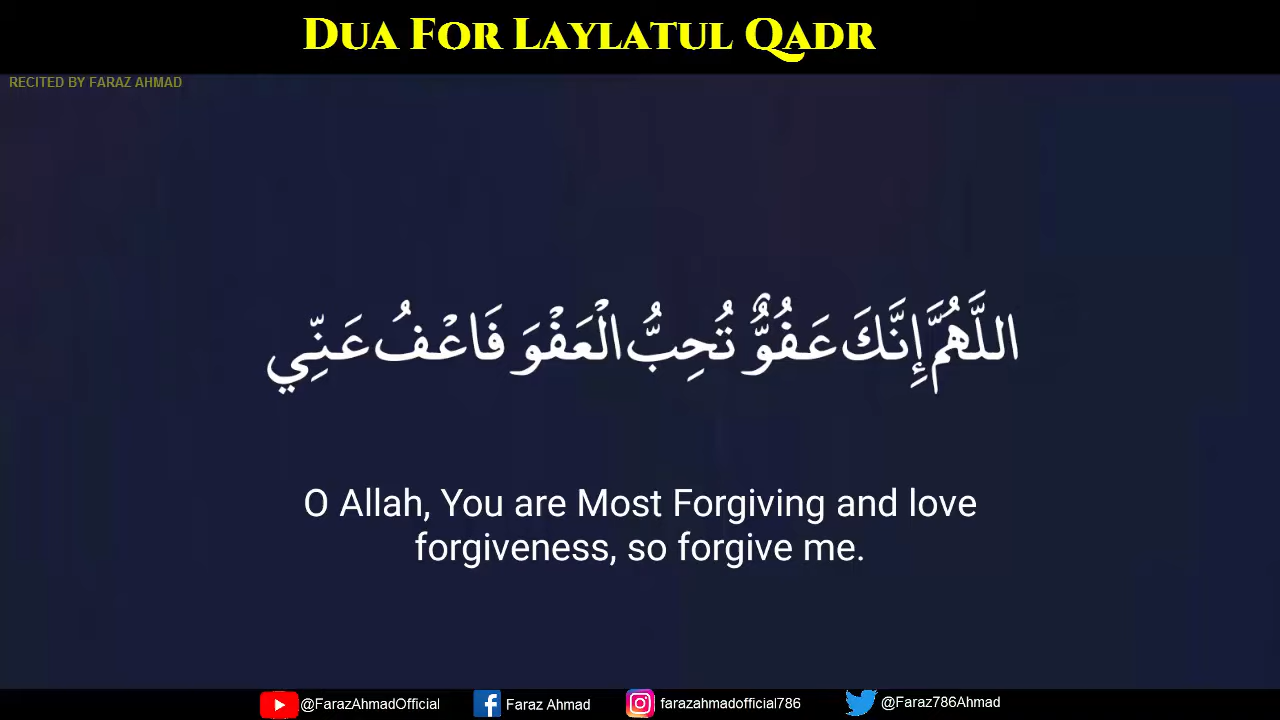 DUA FOR LAYLATUL QADR
RECITED BY FARAZ AHMAD
اللَّهُمَّ إِنَّكَ عَفُوٌّ تُحِبُّ الْعَفْوَ فَاعْفُ عَنِّي
O Allah, You are Most Forgiving and love
forgiveness, so forgive me.
@FarazAhmadOfficial Faraz Ahmad farazahmadofficial786 @Faraz786Ahmad